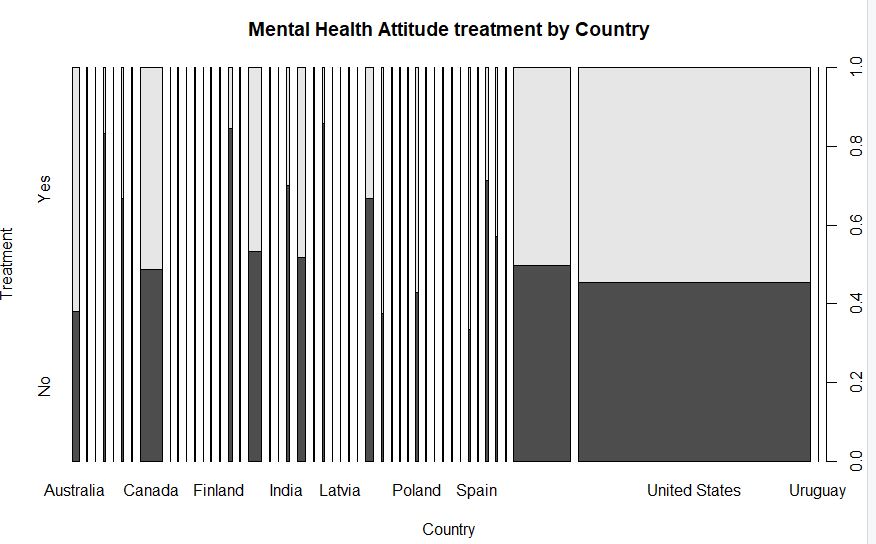 Mental Health Attitude treatment by Country
Treatment
Yes
No
1.0
0.8
0.6
0.4
0.2
0.0
Australia Canada Finland India Latvia Poland Spain United States Uruguay
Country